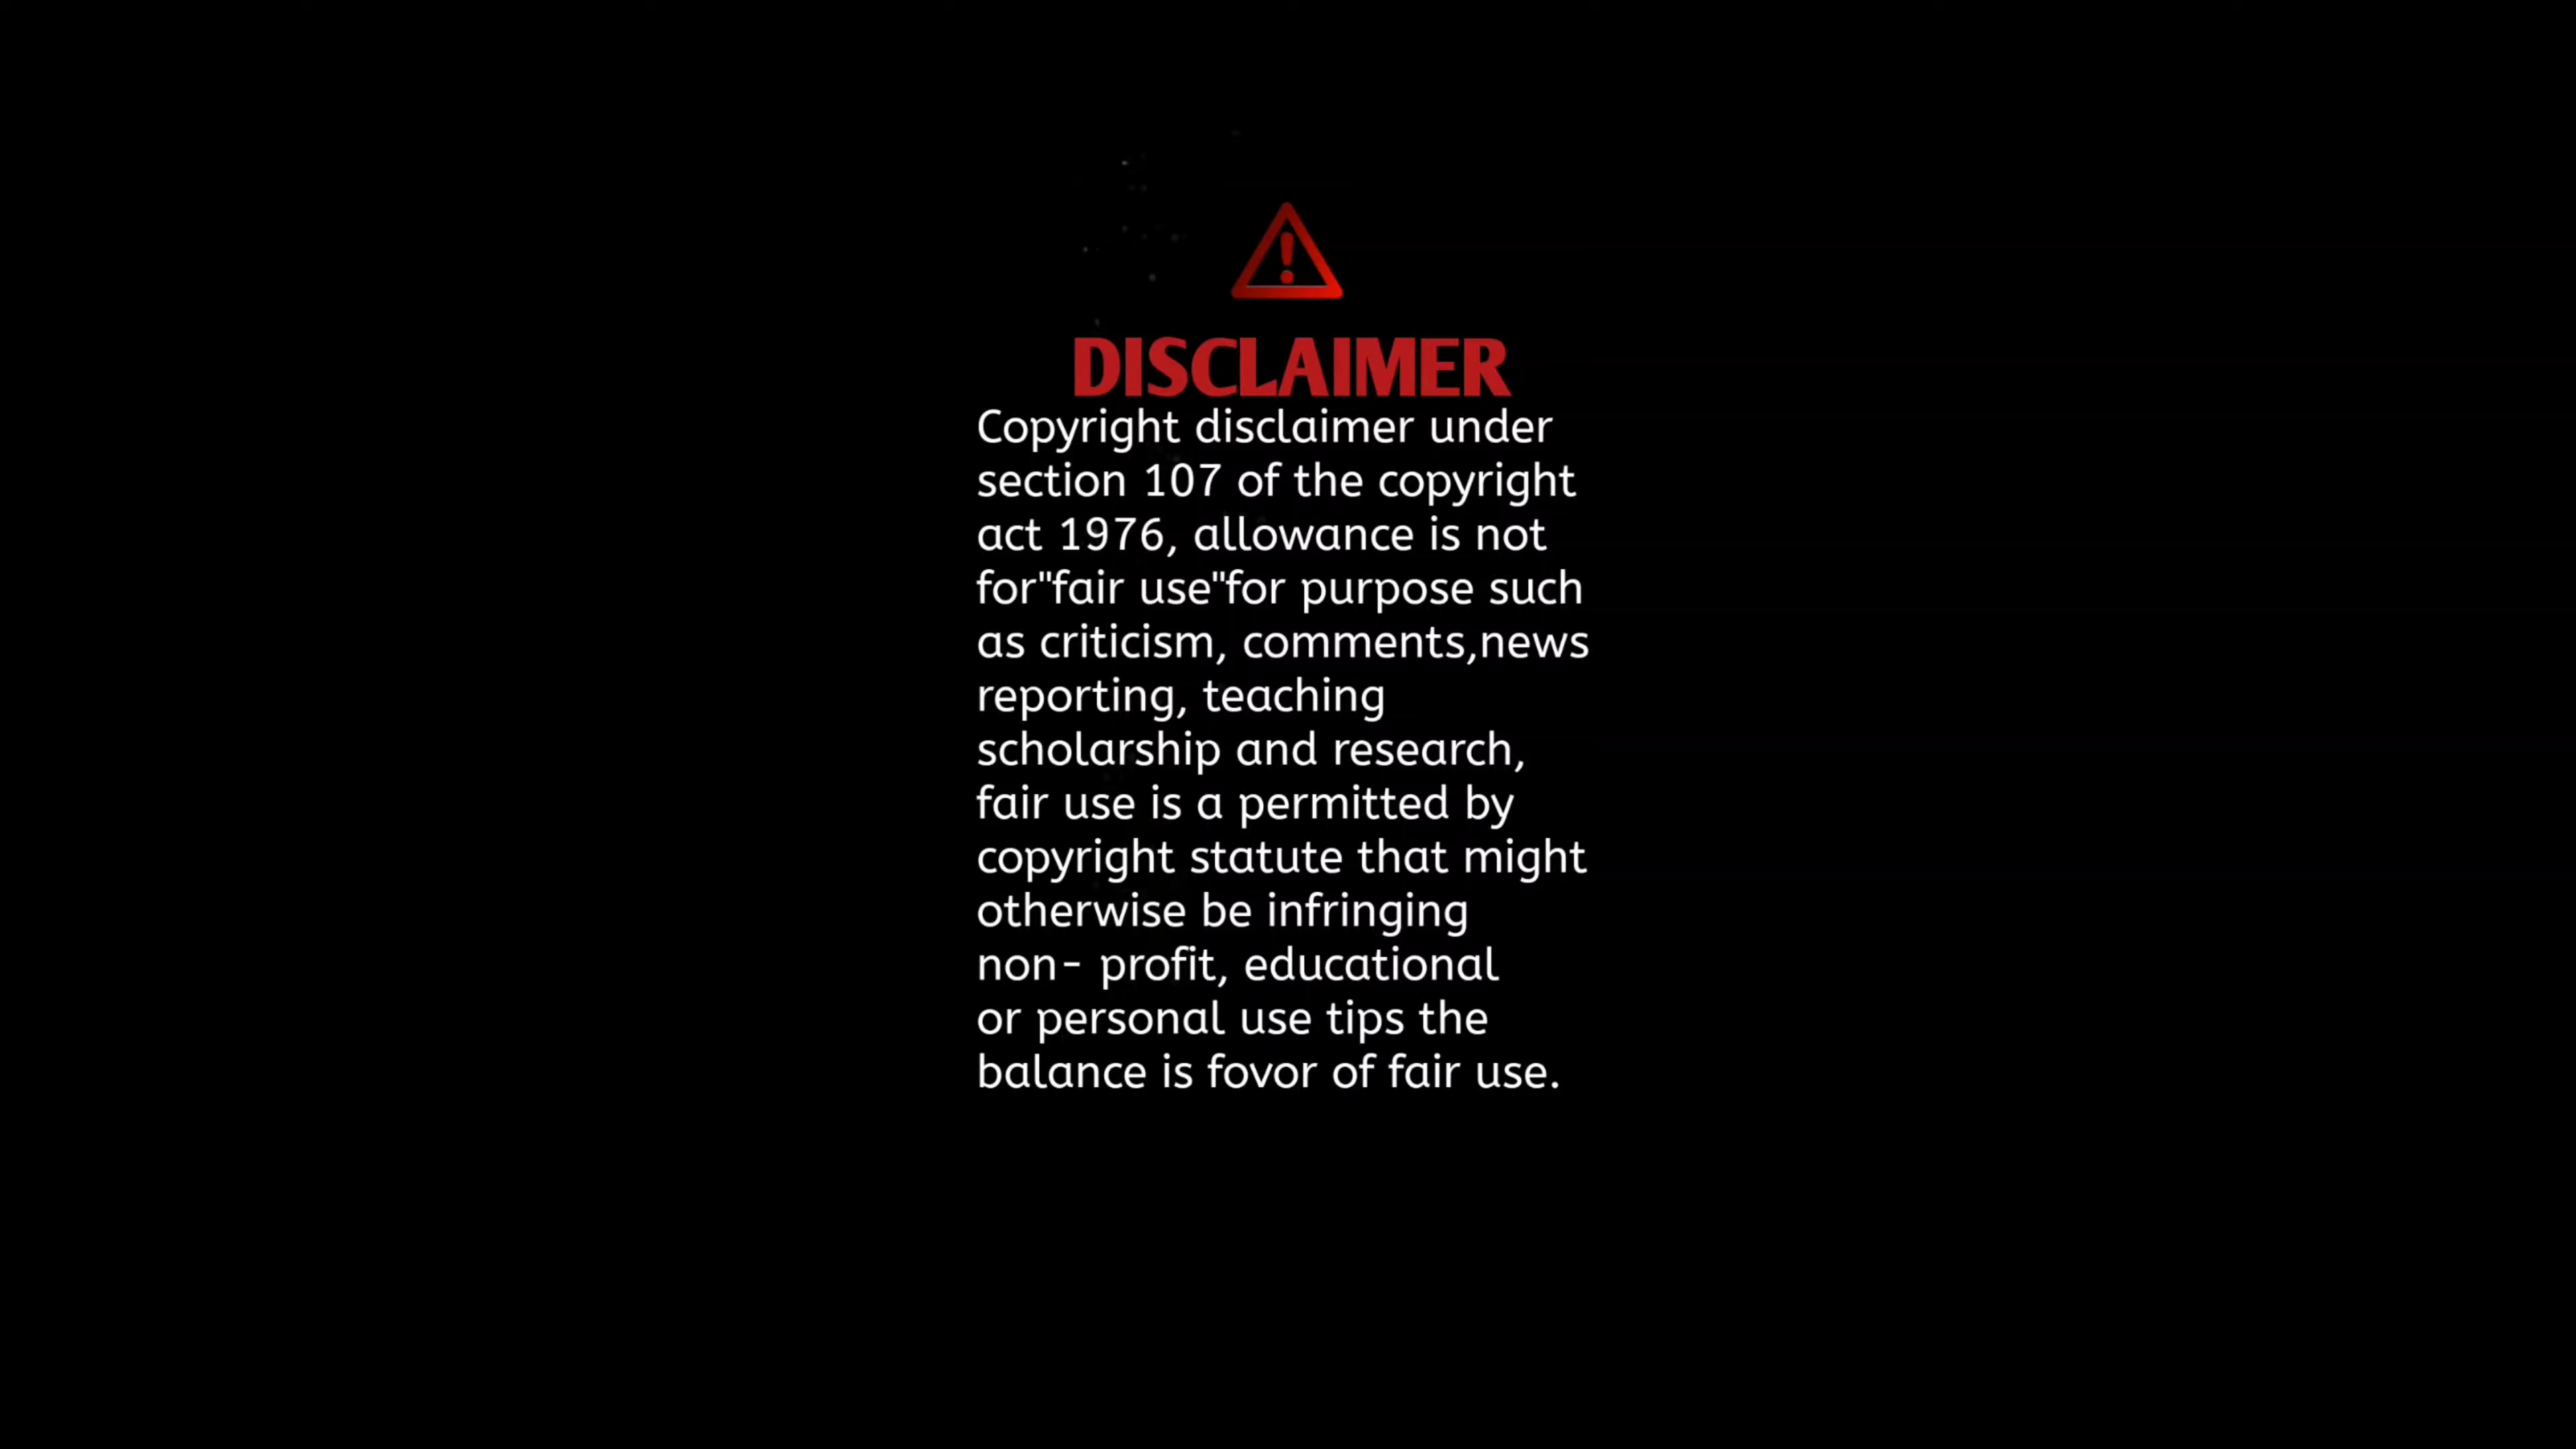 DISCLAIMER
Copyright disclaimer under
section 107 of the copyright
act 1976, allowance is not
for"fair use"for purpose such
as criticism, comments,news
reporting, teaching
scholarship and research,
fair use is a permitted by
copyright statute that might
otherwise be infringing
non- profit, educational
or personal use tips the
balance is fovor of fair use.